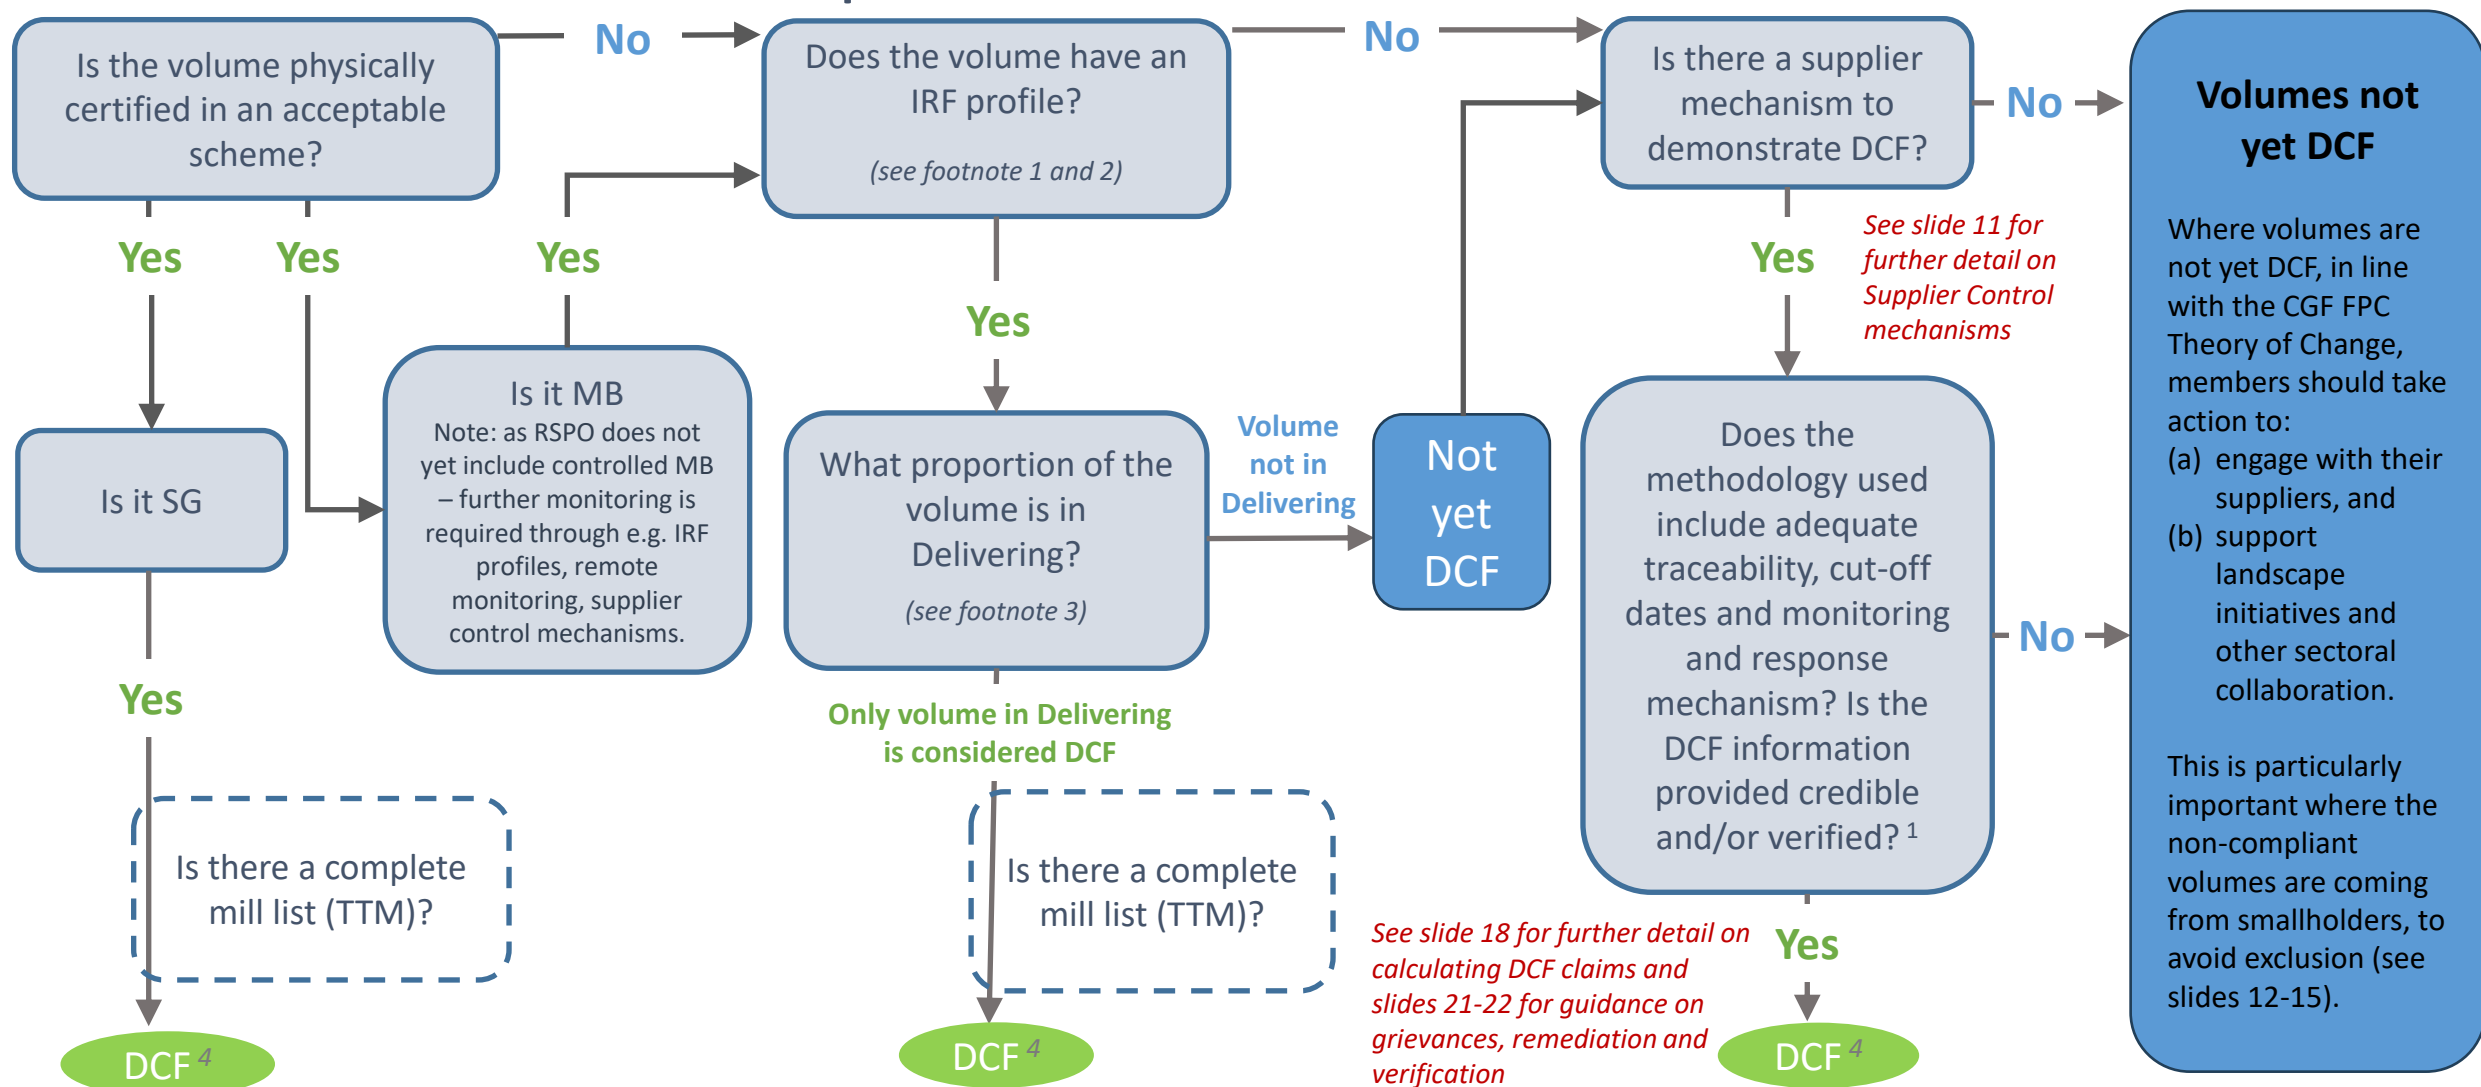 Is the volume physically
certified in an acceptable
scheme?
No
Does the volume have an
IRF profile?
(see footnote 1 and 2)
No
Is there a supplier
mechanism to
demonstrate DCF?
No
Yes
Yes
Yes
Is it SG
Is it MB
Note: as RSPO does not
yet include controlled MB
– further monitoring is
required through e.g. IRF
profiles, remote
monitoring, supplier
control mechanisms.
Yes
What proportion of the
volume is in
Delivering?
(see footnote 3)
Volume
not in
Delivering
Not
yet
DCF
Yes
See slide 11 for
further detail on
Supplier Control
mechanisms
Does the
methodology used
include adequate
traceability, cut-off
dates and monitoring
and response
mechanism? Is the
DCF information
provided credible
and/or verified? 1
No
Yes
Only volume in Delivering
is considered DCF
Is there a complete
mill list (TTM)?
Is there a complete
mill list (TTM)?
See slide 18 for further detail on
calculating DCF claims and
slides 21-22 for guidance on
grievances, remediation and
verification
Yes
DCF 4
DCF 4
DCF 4
Volumes not
yet DCF
Where volumes are
not yet DCF, in line
with the CGF FPC
Theory of Change,
members should take
action to:
(a) engage with their
suppliers, and
(b) support
landscape
initiatives and
other sectoral
collaboration.
This is particularly
important where the
non-compliant
volumes are coming
from smallholders, to
avoid exclusion (see
slides 12-15).